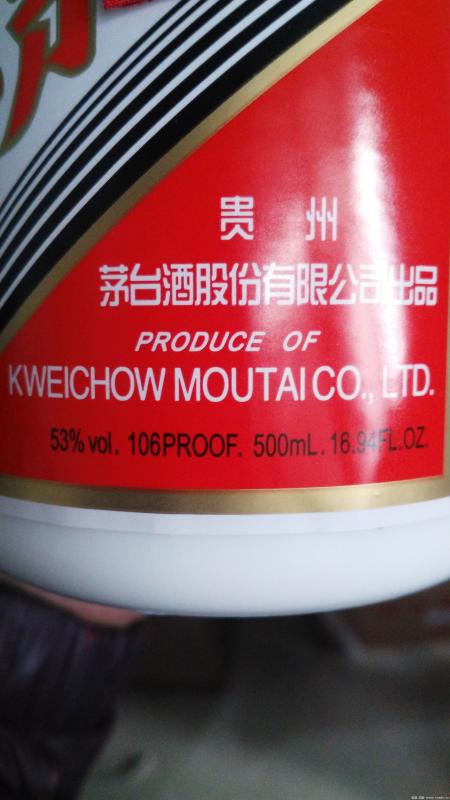 贵 州
茅台酒股份有限公司出品
PRODUCE OF
KWEICHOW MOUTAI CO., LTD.
53% vol. 106PROOF. 500mL. 16.94FL.OZ.